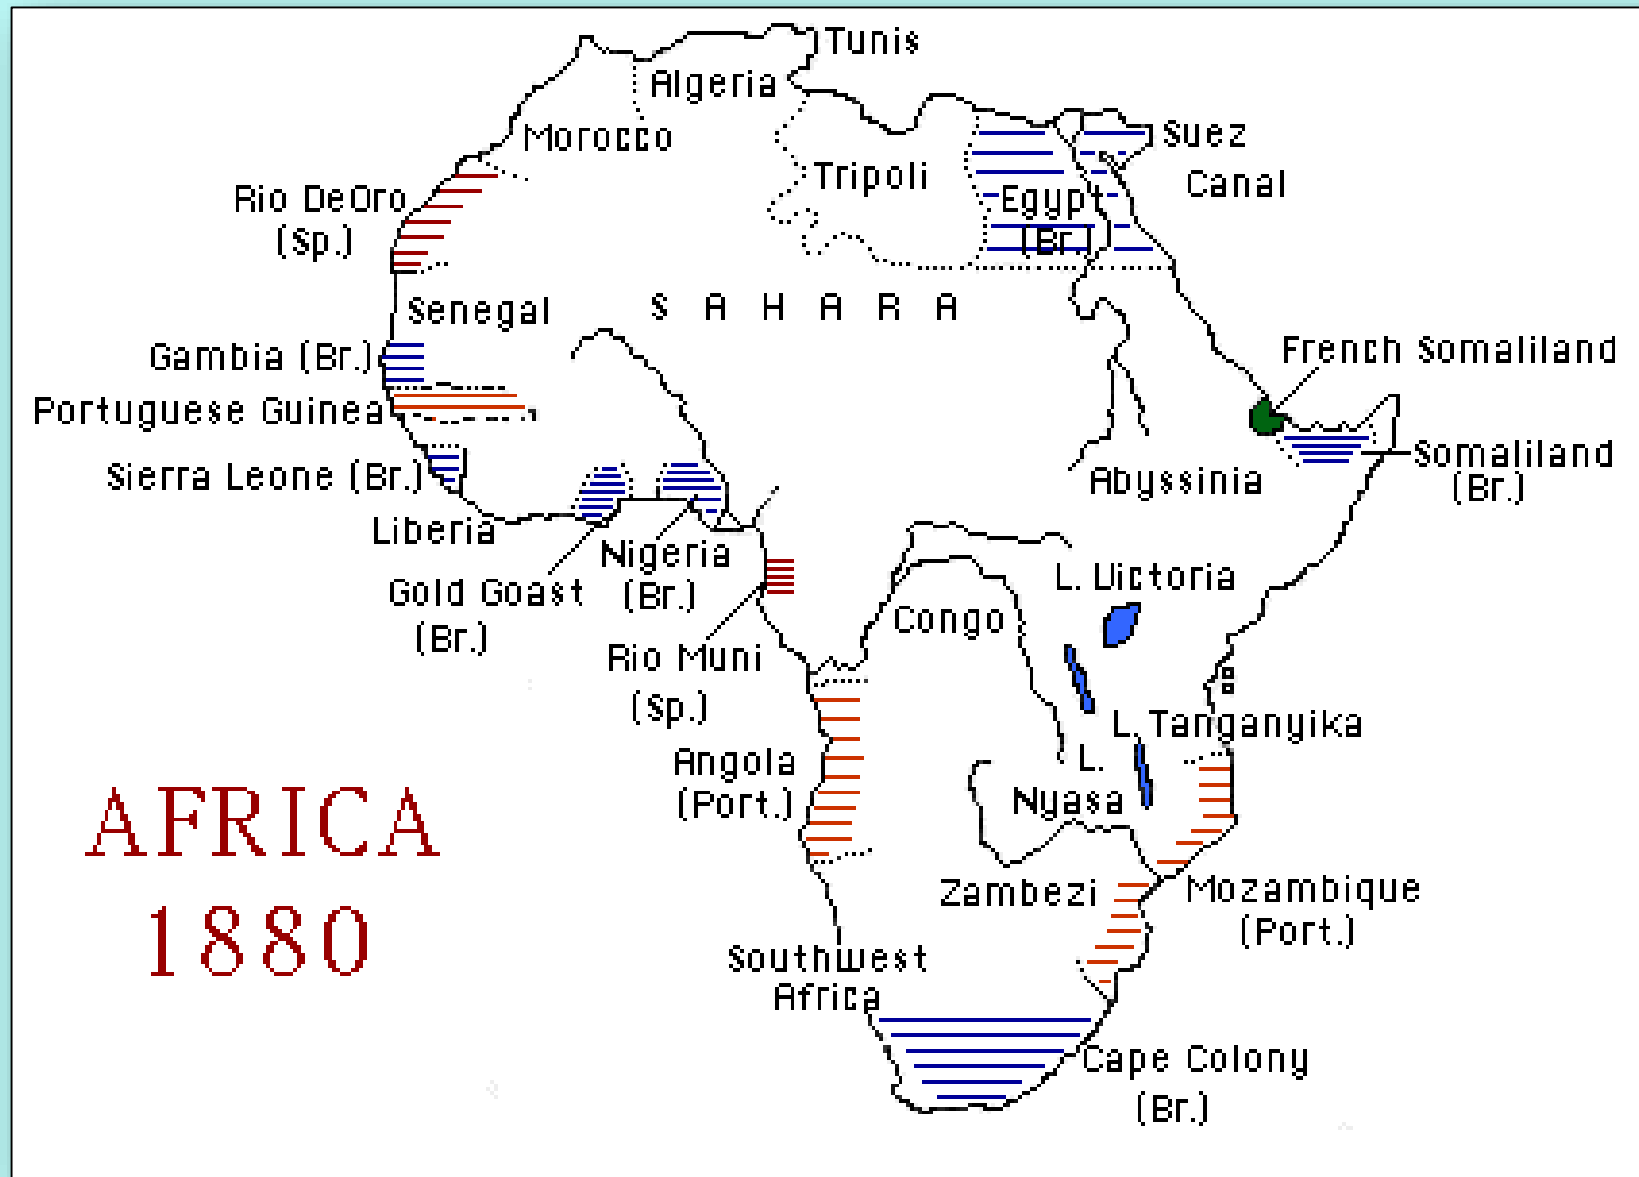 Tunis
Algeria
Morocco
Suez
Canal
Tripoli
Egypt
(Br.)
Rio DeOro
(Sp.)
SAHARA
Senegal
Gambia (Br.)
French Somaliland
Portuguese Guinea
Somaliland
(Br.)
Sierra Leone (Br.)
Abyssinia
Liberia
Nigeria
(Br.)
Gold Goast
(Br.)
L. Victoria
Congo
Rio Muni
(Sp.)
L. Tanganyika
Angola
(Port.)
L.
Nyasa
AFRICA
1880
Zambezi
Mozambique
(Port.)
Southwest
Africa
Cape Colony
(Br.)